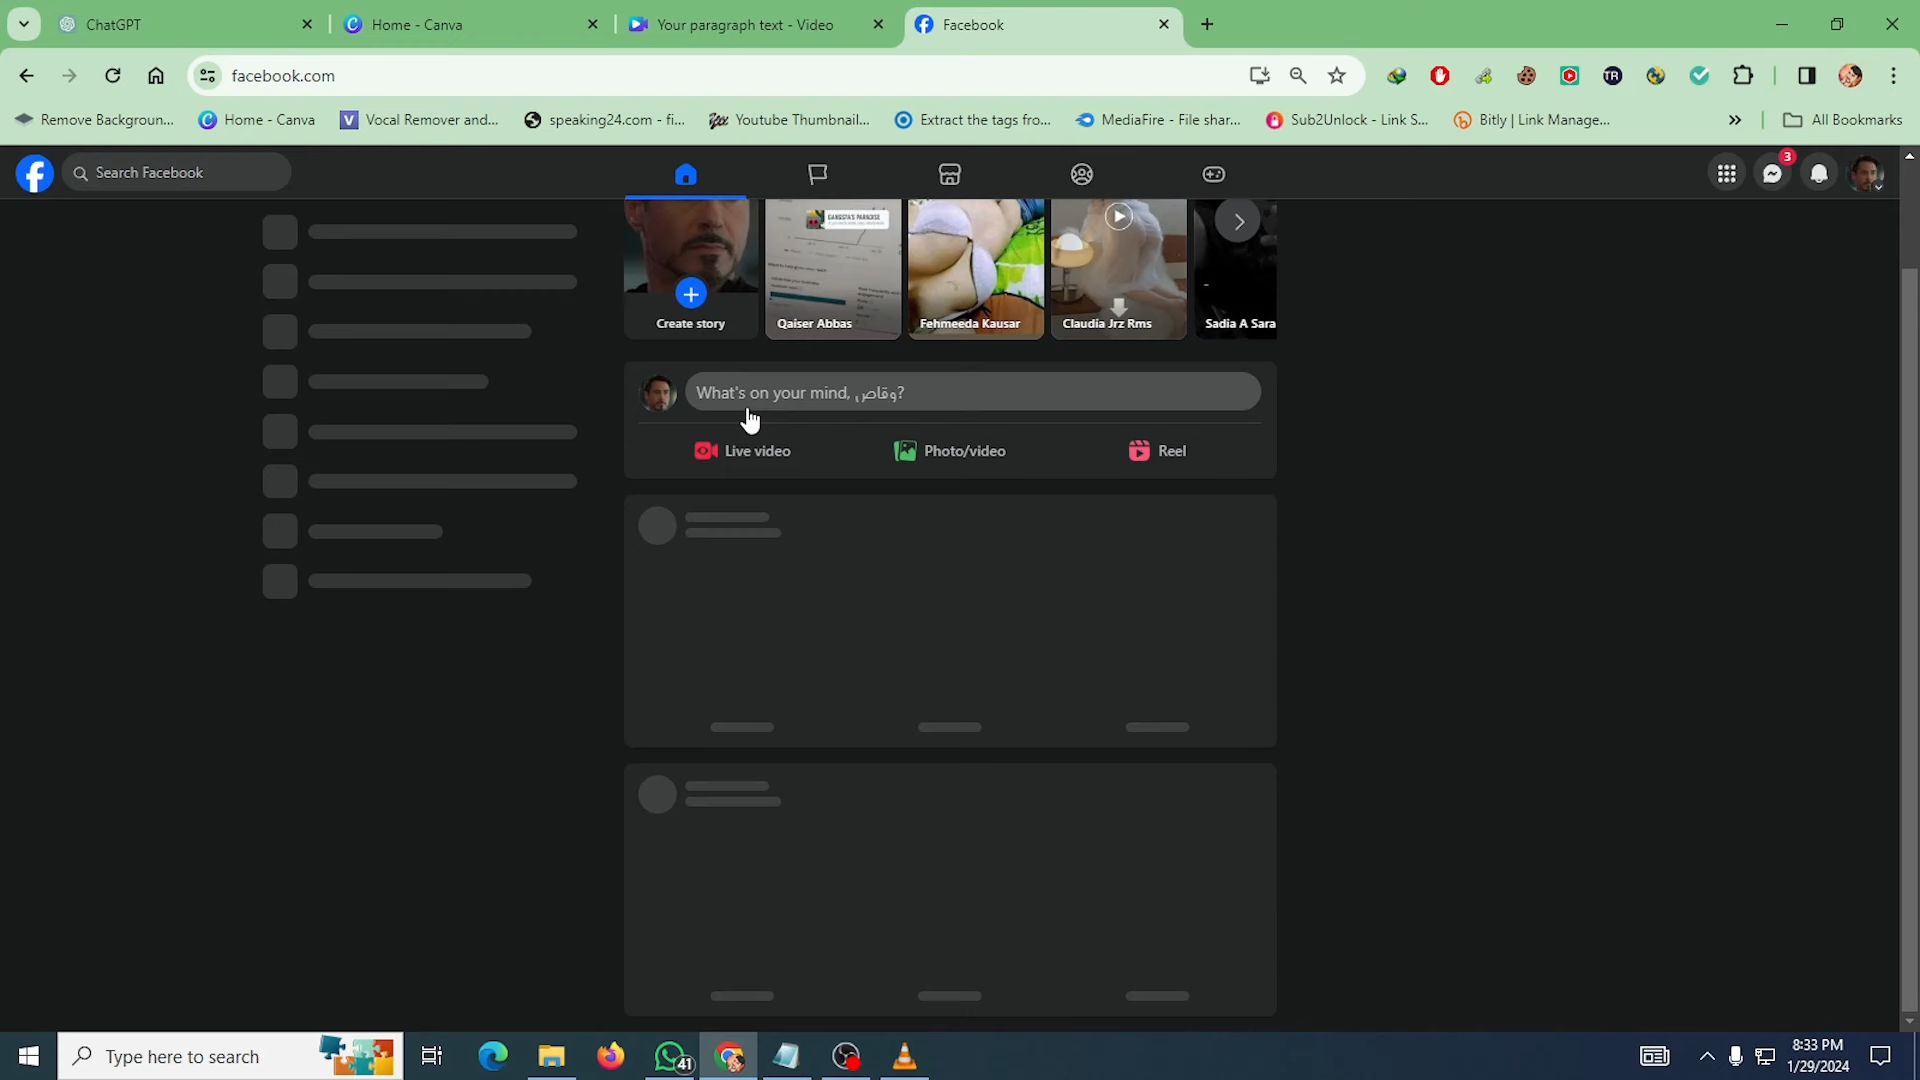 ChatGPT
Home - Canva
Your paragraph text - Video
Facebook
facebook.com
Remove Backgroun...
Home - Canva
Vocal Remover and...
speaking24.com - fi...
Youtube Thumbnail...
Extract the tags fro...
MediaFire - File shar...
Sub2Unlock - Link S...
Bitly | Link Manage...
»
All Bookmarks
TR
Search Facebook
3
GANGSTA'S PARADISE
Create story
Qaiser Abbas
Fehmeeda Kausar
Claudia Jrz Rms
Sadia A Sara
What's on your mind, وقاص?
Live video
Photo/video
Reel
Type here to search
41
8:33 PM
1/29/2024